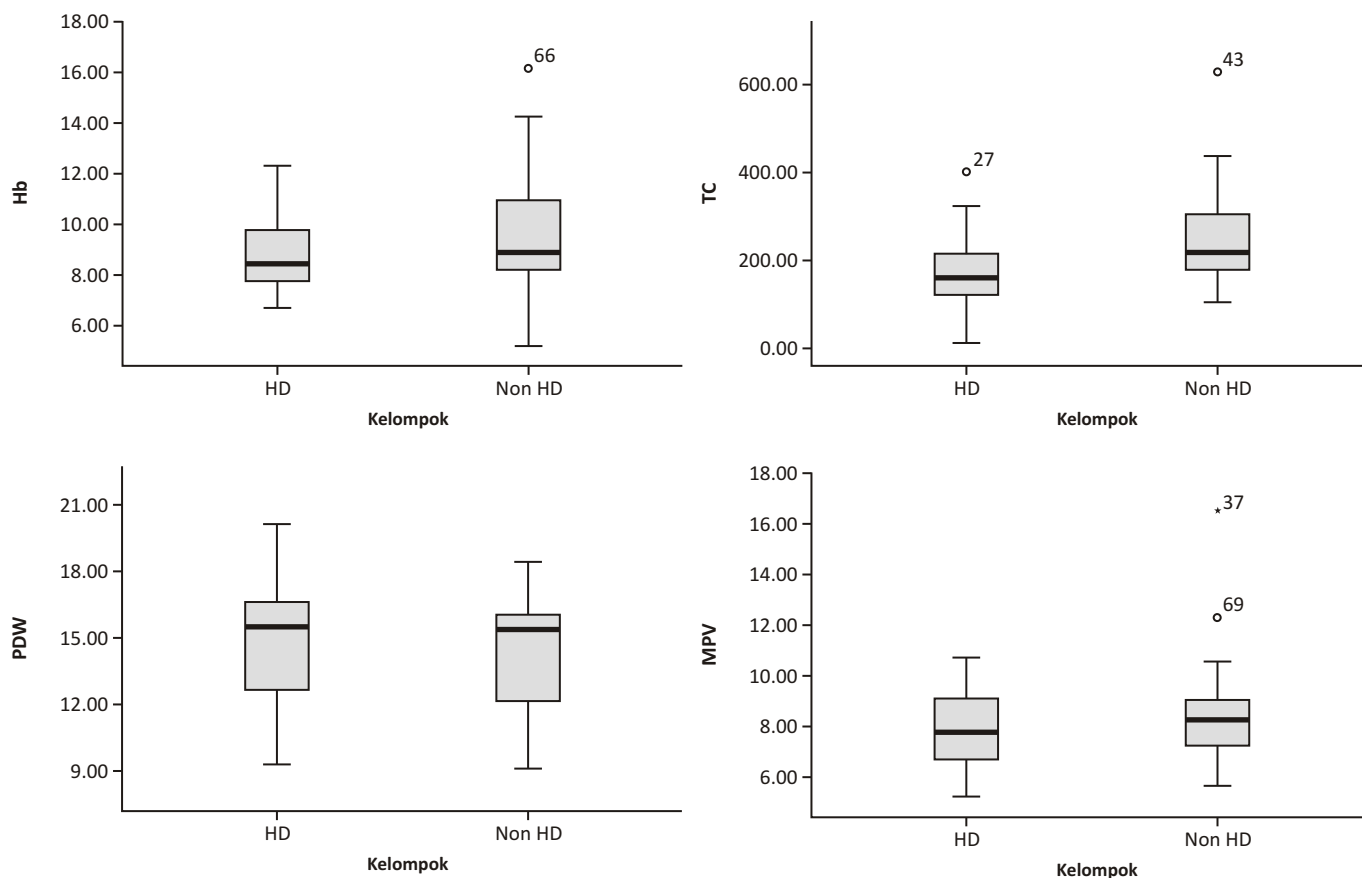 18.00
16.00
14.00
12.00
10.00
8.00
6.00
Hb
66
HD
Non HD
Kelompok
600.00
400.00
200.00
0.00
TC
27
43
HD
Non HD
Kelompok
21.00
18.00
15.00
12.00
9.00
PDW
HD
Non HD
Kelompok
18.00
16.00
14.00
12.00
10.00
8.00
6.00
MPV
37
69
HD
Non HD
Kelompok